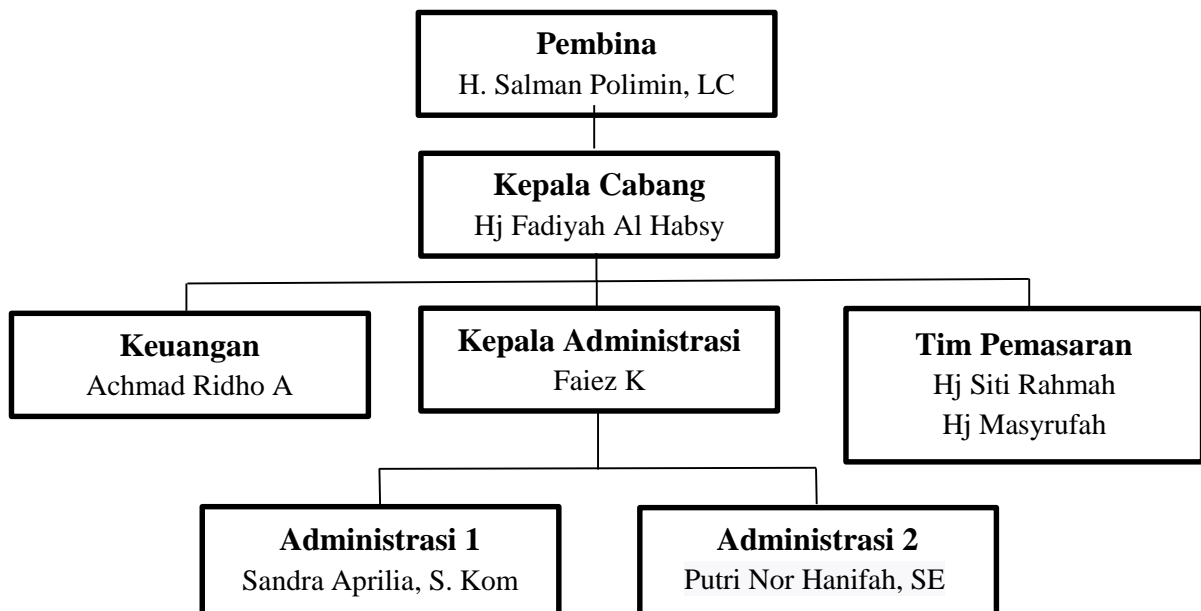 Pembina
H. Salman Polimin, LC
Kepala Cabang
Hj Fadiyah Al Habsy
Keuangan
Achmad Ridho A
Kepala Administrasi
Faiez K
Tim Pemasaran
Hj Siti Rahmah
Hj Masyrufah
Administrasi 1
Sandra Aprilia, S. Kom
Administrasi 2
Putri Nor Hanifah, SE